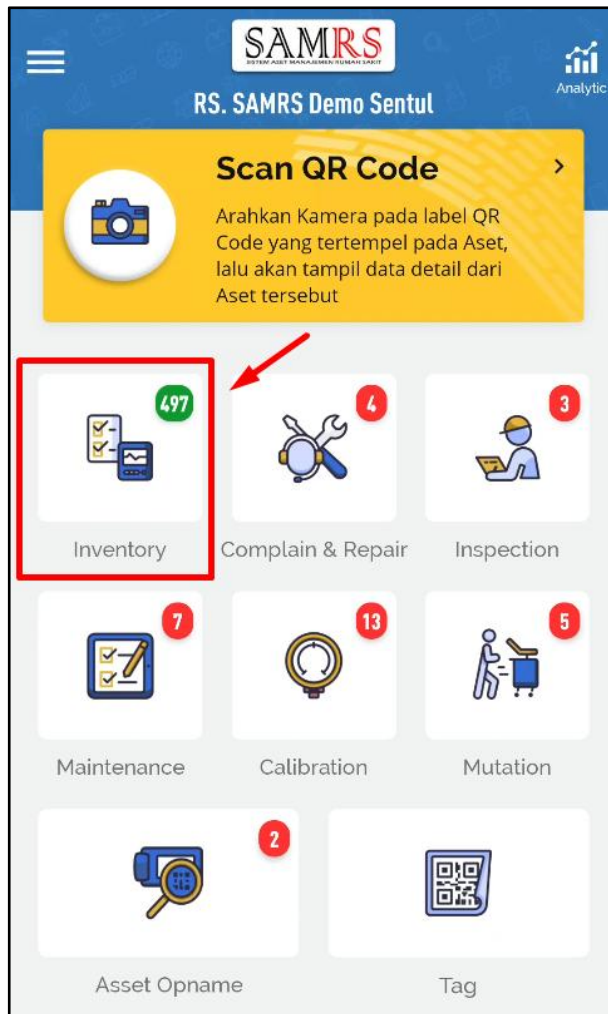 SAMRS
SISTEM ASET MANAJEMEN RUMAH SAKIT
Analytic
RS. SAMRS Demo Sentul
Scan QR Code
Arahkan Kamera pada label QR
Code yang tertempel pada Aset,
lalu akan tampil data detail dari
Aset tersebut
497
4
3
Inventory
Complain & Repair
Inspection
7
13
5
Maintenance
Calibration
Mutation
2
Asset Opname
Tag